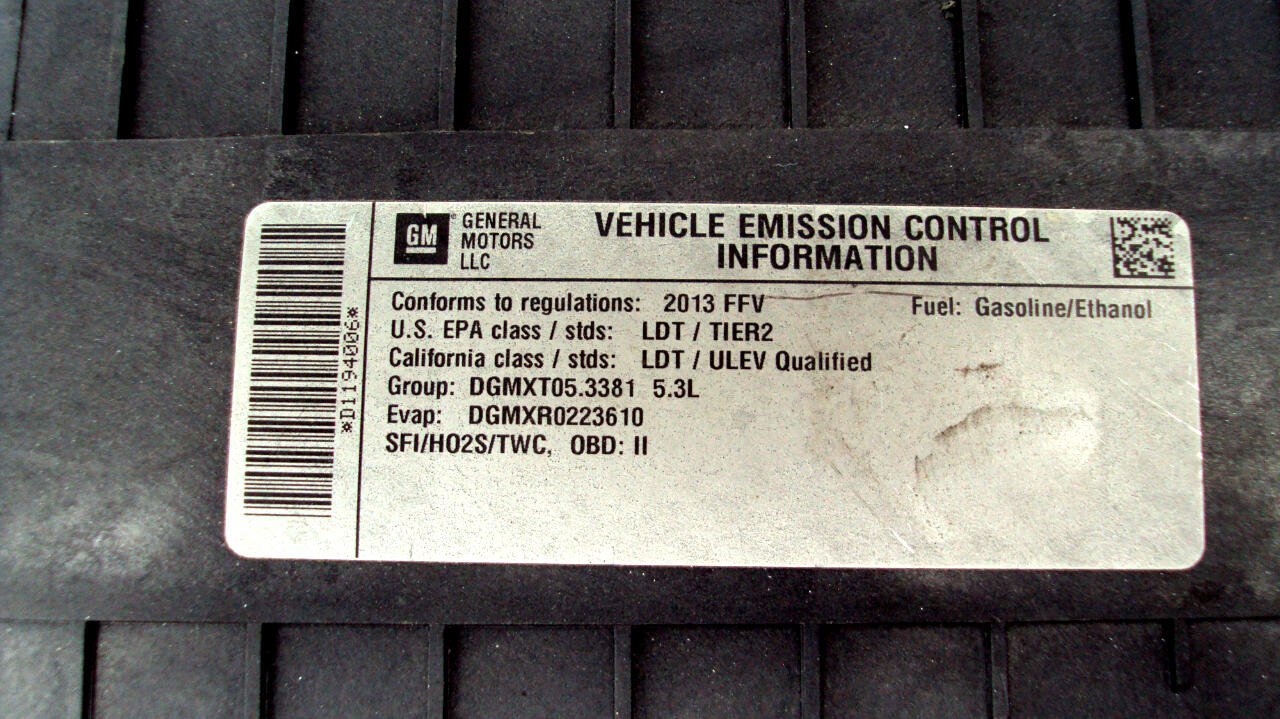 GM® GENERAL MOTORS LLC
VEHICLE EMISSION CONTROL
INFORMATION
Conforms to regulations: 2013 FFV Fuel: Gasoline/Ethanol
U.S. EPA class / stds: LDT / TIER2
California class / stds: LDT / ULEV Qualified
Group: DGMXT05.3381 5.3L
Evap: DGMXR0223610
SFI/HO2S/TWC, OBD: II
*D1194006*